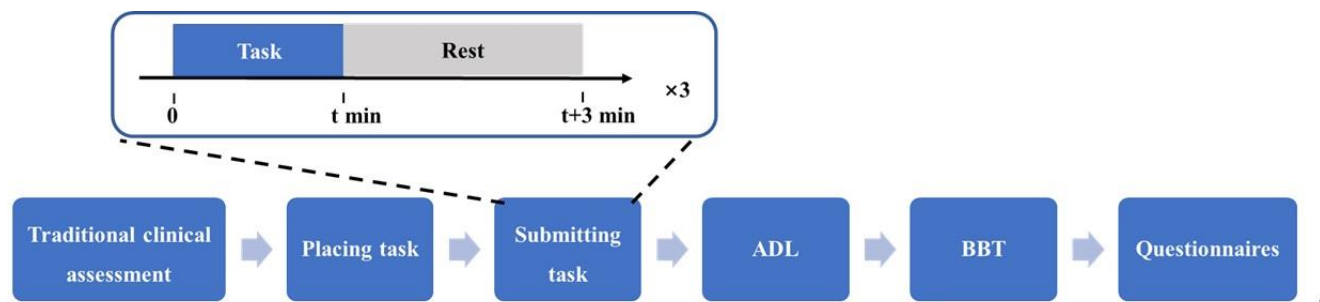 Task
Rest
×3
0
t min
t+3 min
Traditional clinical
assessment
Placing task
Submitting
task
ADL
BBT
Questionnaires